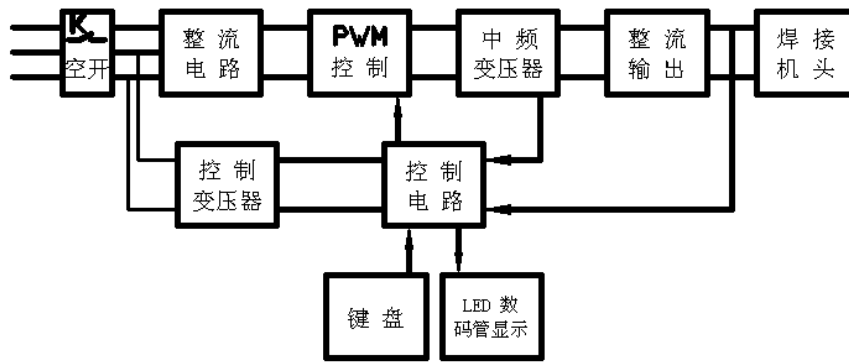 K
空开
整流
电路
PWM
控制
中频
变压器
整流
输出
焊接
机头
控制
变压器
控制
电路
键盘
LED 数
码管显示